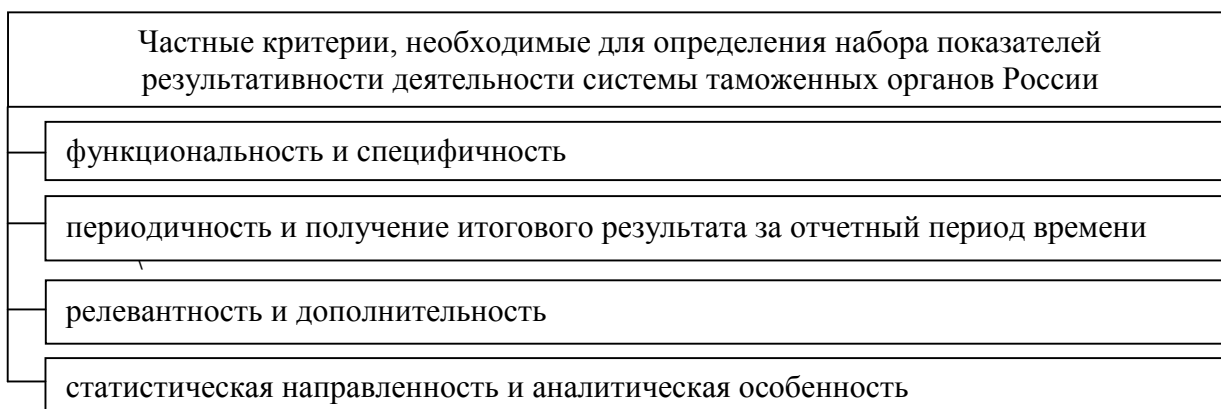 Частные критерии, необходимые для определения набора показателей
результативности деятельности системы таможенных органов России
функциональность и специфичность
периодичность и получение итогового результата за отчетный период времени
релевантность и дополнительность
статистическая направленность и аналитическая особенность